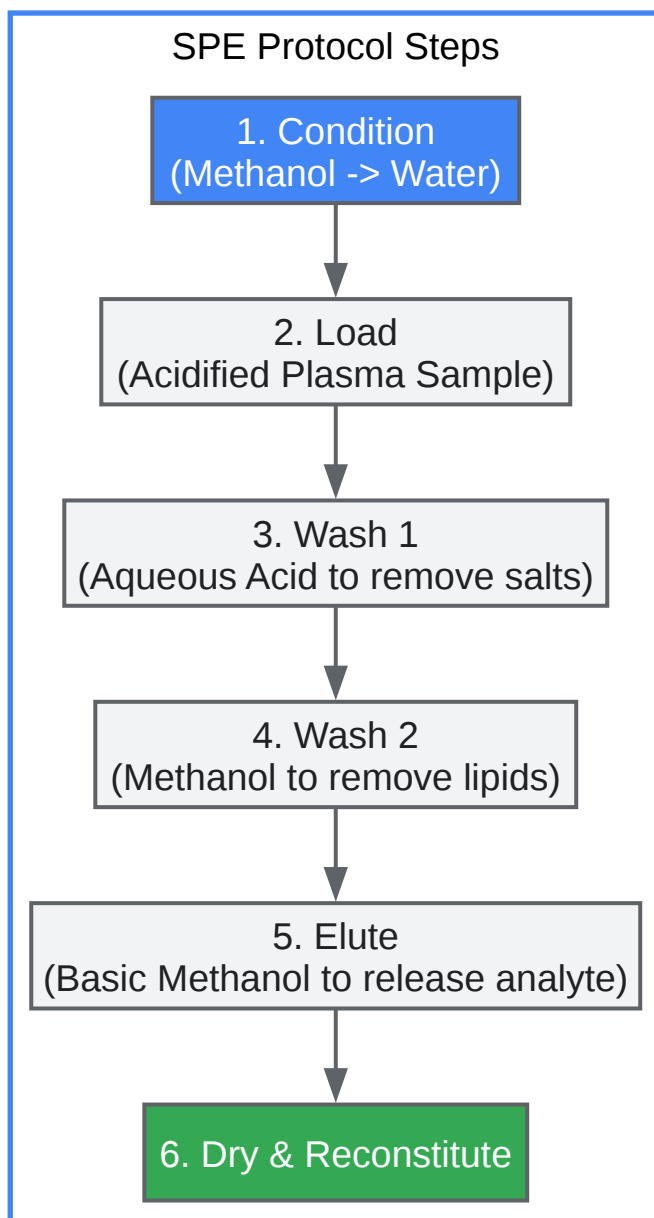 SPE Protocol Steps
1. Condition
(Methanol -> Water)
2. Load
(Acidified Plasma Sample)
3. Wash 1
(Aqueous Acid to remove salts)
4. Wash 2
(Methanol to remove lipids)
5. Elute
(Basic Methanol to release analyte)
6. Dry & Reconstitute